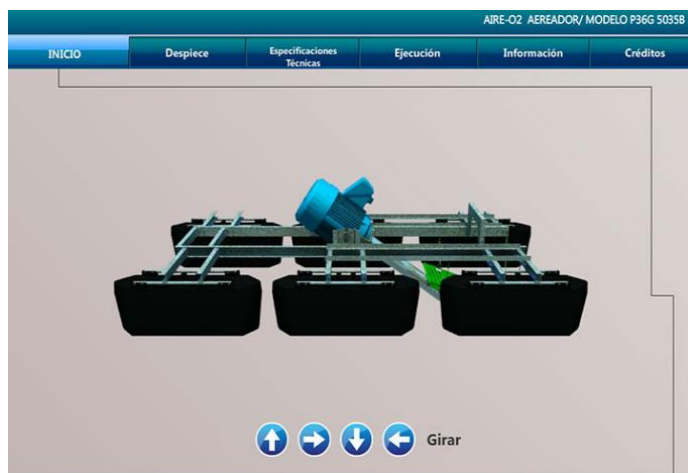 AIRE-O2 AEREADOR/ MODELO P36G 5035B
INICIO
Despiece
Especificaciones
Técnicas
Ejecución
Información
Créditos
Girar